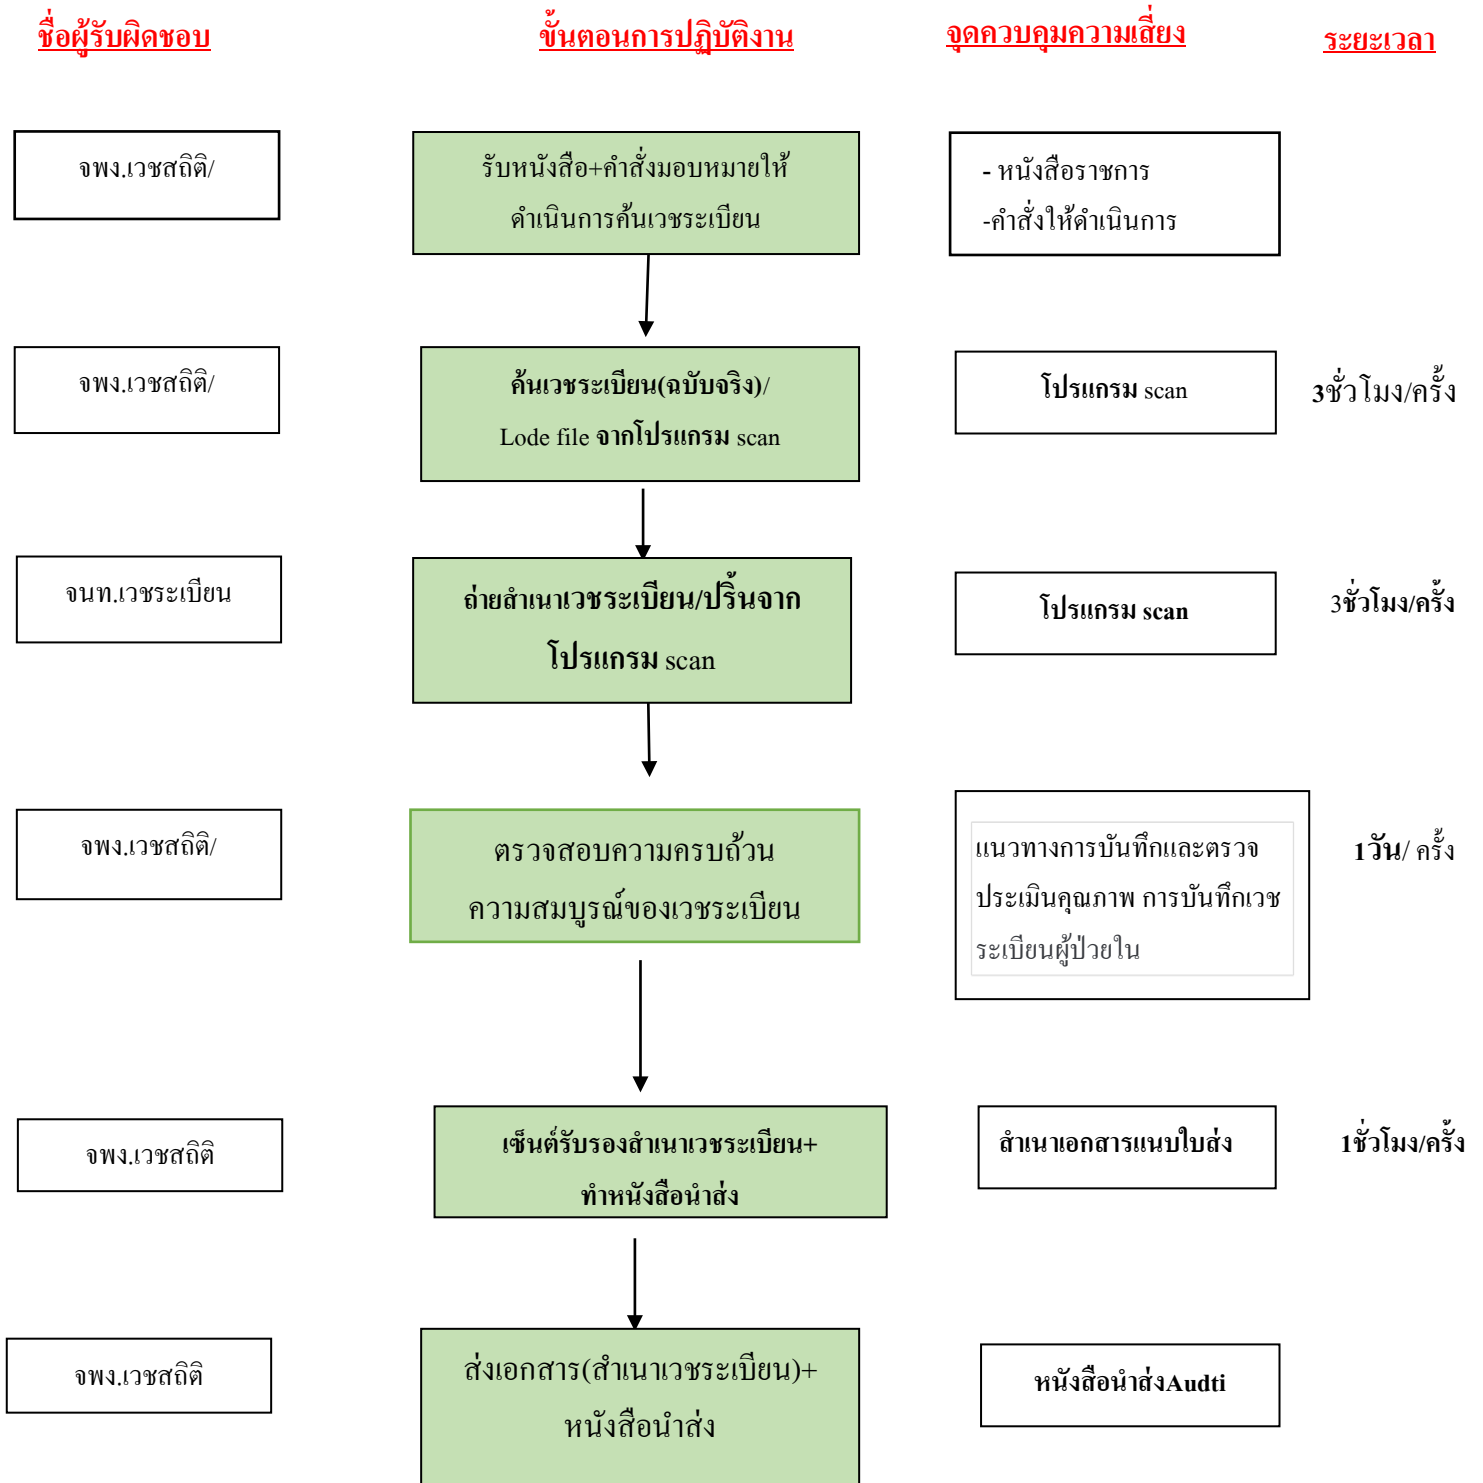 ชื่อผู้รับผิดชอบ
ขั้นตอนการปฏิบัติงาน
จุดควบคุมความเสี่ยง
ระยะเวลา
จพง.เวชสถิติ/
รับหนังสือ+คำสั่งมอบหมายให้
ดำเนินการค้นเวชระเบียน
- หนังสือราชการ
-คำสั่งให้ดำเนินการ
จพง.เวชสถิติ/
ค้นเวชระเบียน(ฉบับจริง)/
Lode file จากโปรแกรม scan
โปรแกรม scan
3ชั่วโมง/ครั้ง
จนท.เวชระเบียน
ถ่ายสำเนาเวชระเบียน/ปริ้นจาก
โปรแกรม scan
โปรแกรม scan
3ชั่วโมง/ครั้ง
จพง.เวชสถิติ/
ตรวจสอบความครบถ้วน
ความสมบูรณ์ของเวชระเบียน
แนวทางการบันทึกและตรวจ
ประเมินคุณภาพ การบันทึกเวช
ระเบียนผู้ป่วยใน
1วัน/ ครั้ง
จพง.เวชสถิติ
เซ็นต์รับรองสำเนาเวชระเบียน+
ทำหนังสือนำส่ง
สำเนาเอกสารแนบใบส่ง
1ชั่วโมง/ครั้ง
จพง.เวชสถิติ
ส่งเอกสาร(สำเนาเวชระเบียน)+
หนังสือนำส่ง
หนังสือนำส่งAudti